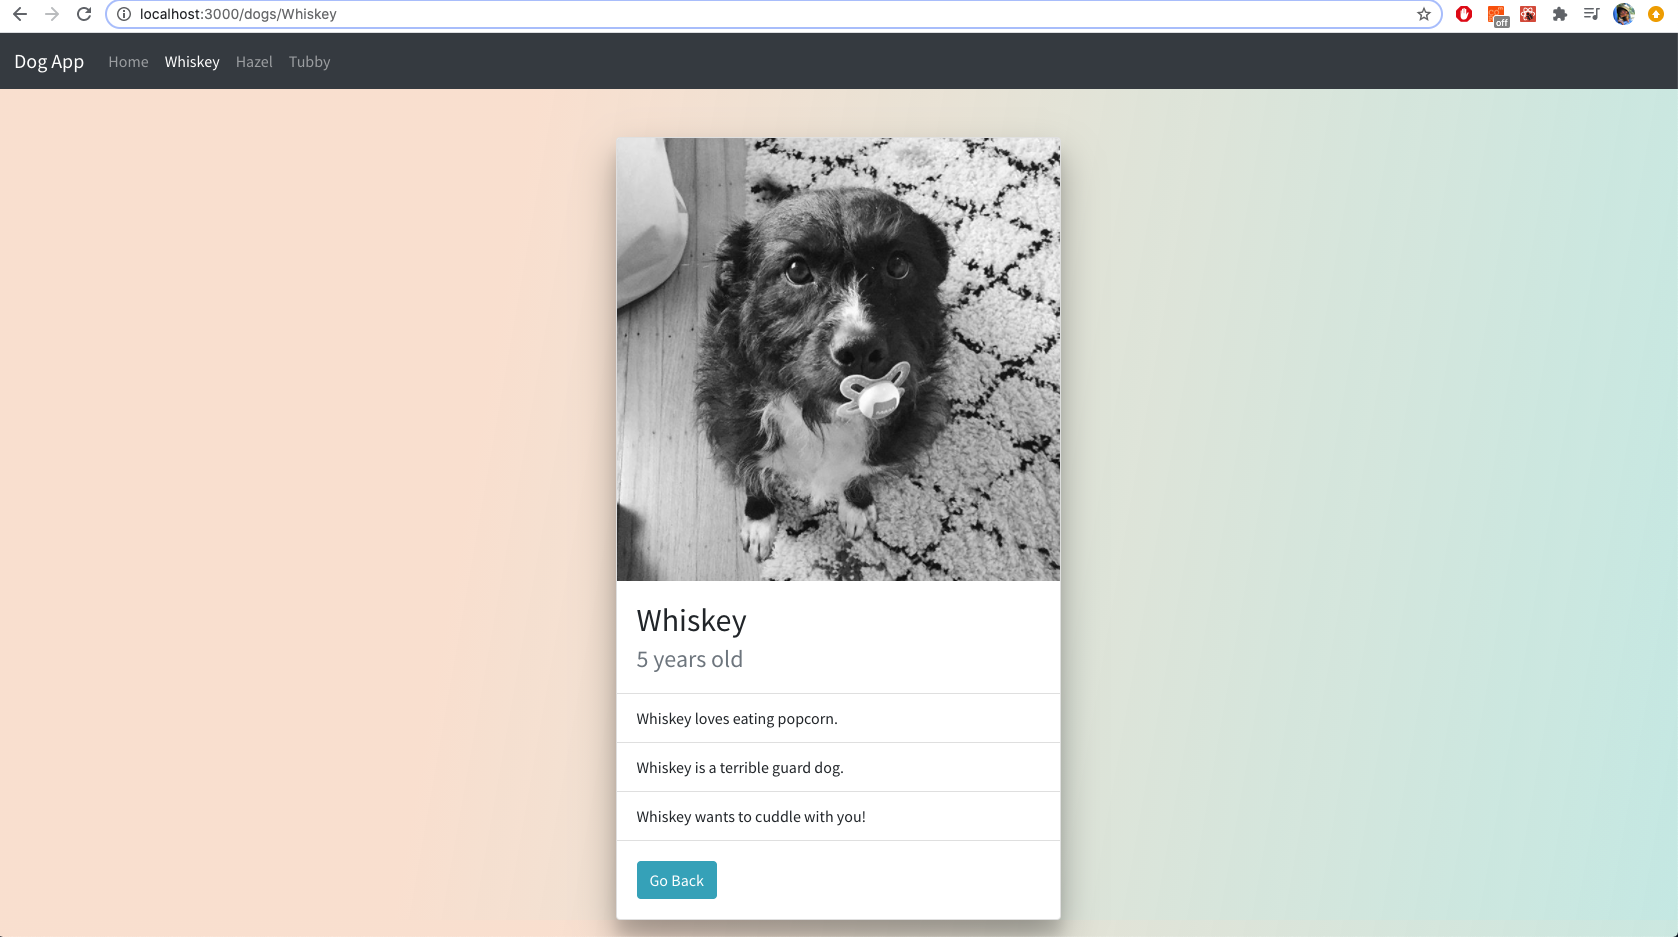 localhost:3000/dogs/Whiskey
off
Dog App Home Whiskey Hazel Tubby
Whiskey
5 years old
Whiskey loves eating popcorn.
Whiskey is a terrible guard dog.
Whiskey wants to cuddle with you!
Go Back